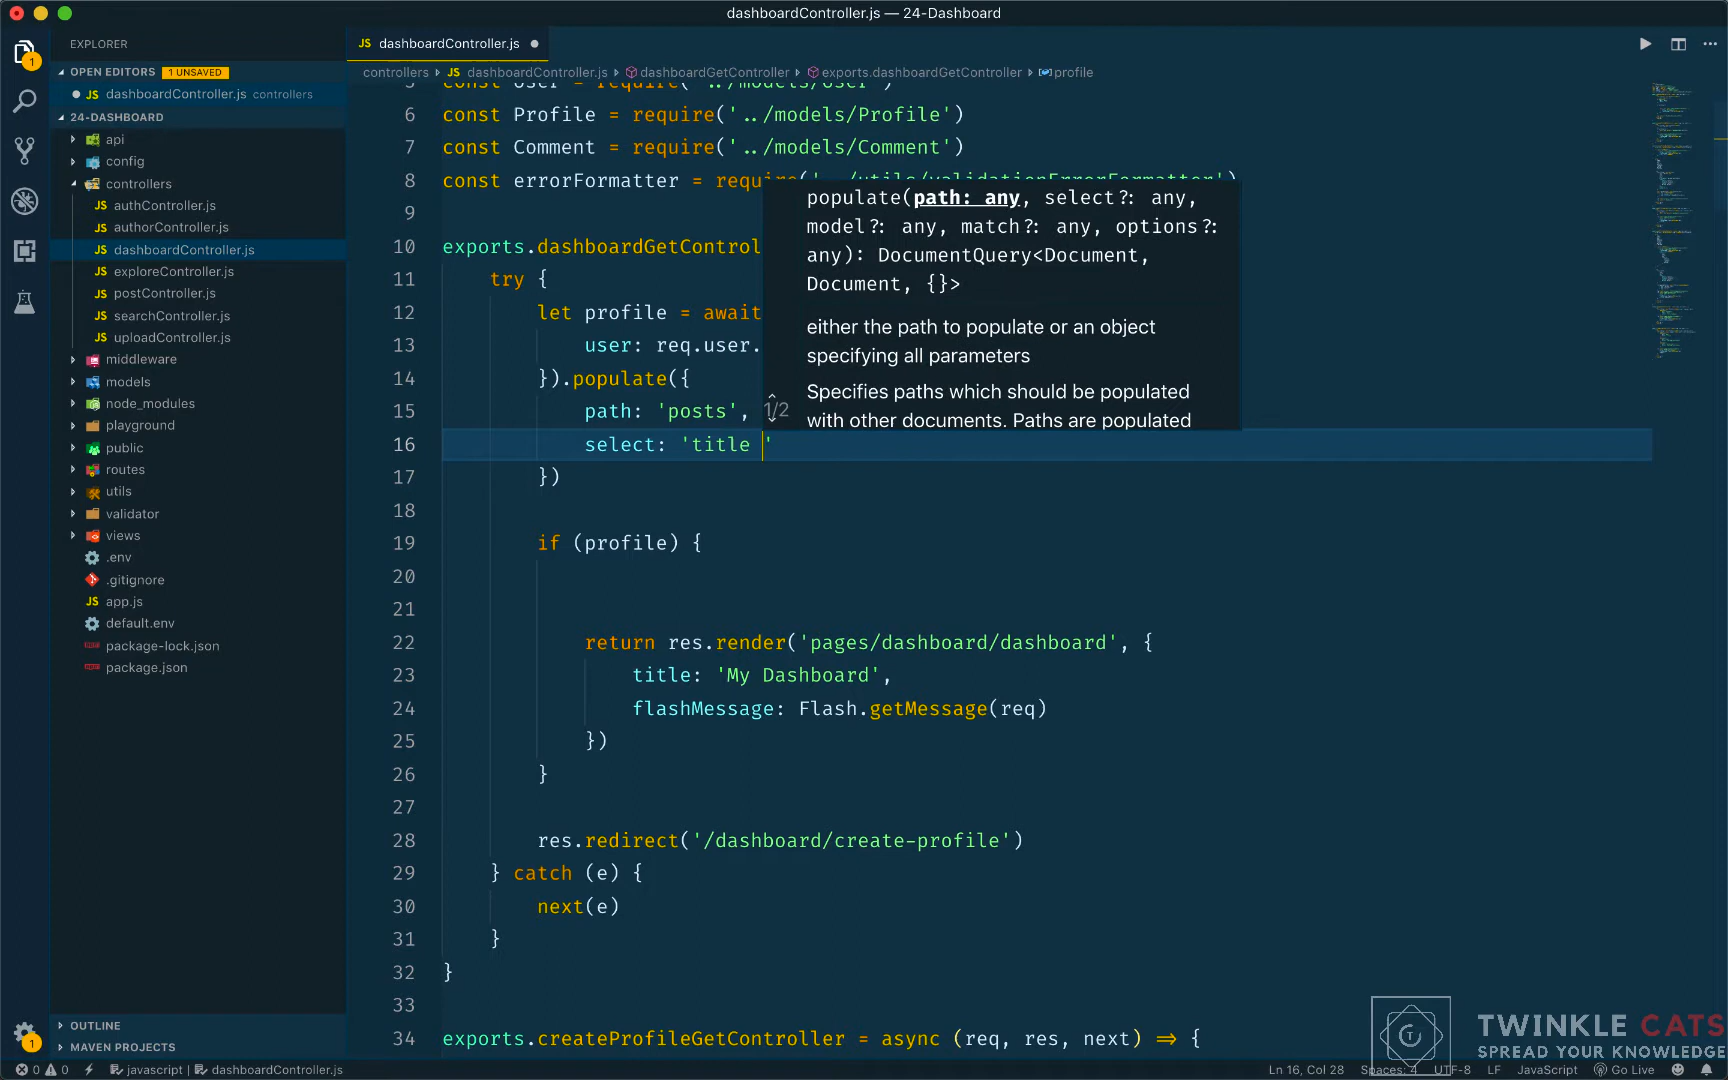 dashboardController.js — 24-Dashboard
EXPLORER
OPEN EDITORS 1 UNSAVED
JS dashboardController.js controllers
24-DASHBOARD
api
config
controllers
JS authController.js
JS authorController.js
JS dashboardController.js
JS exploreController.js
JS postController.js
JS searchController.js
JS uploadController.js
middleware
models
node_modules
playground
public
routes
utils
validator
views
.env
.gitignore
JS app.js
default.env
package-lock.json
package.json
OUTLINE
MAVEN PROJECTS
1
1
JS dashboardController.js
controllers JS dashboardController.js dashboardGetController exports.dashboardGetController profile
5 const User = require('../models/User')
6 const Profile = require('../models/Profile')
7 const Comment = require('../models/Comment')
8 const errorFormatter = require('../utils/validationErrorFormatter')
9
10 exports.dashboardGetControl
11 try {
12 let profile = await
13 user: req.user.
14 }).populate({
15 path: 'posts', 1/2
16 select: 'title '
17 })
18
19 if (profile) {
20
21
22 return res.render('pages/dashboard/dashboard', {
23 title: 'My Dashboard',
24 flashMessage: Flash.getMessage(req)
25 })
26 }
27
28 res.redirect('/dashboard/create-profile')
29 } catch (e) {
30 next(e)
31 }
32 }
33
34 exports.createProfileGetController = async (req, res, next) => {
populate(path: any, select?: any,
model?: any, match?: any, options?:
any): DocumentQuery<Document,
Document, {}>
either the path to populate or an object
specifying all parameters
Specifies paths which should be populated
with other documents. Paths are populated
TWINKLE CATS
SPREAD YOUR KNOWLEDGE
0 0 javascript | dashboardController.js
Ln 16, Col 28 Spaces: 4 UTF-8 LF JavaScript Go Live